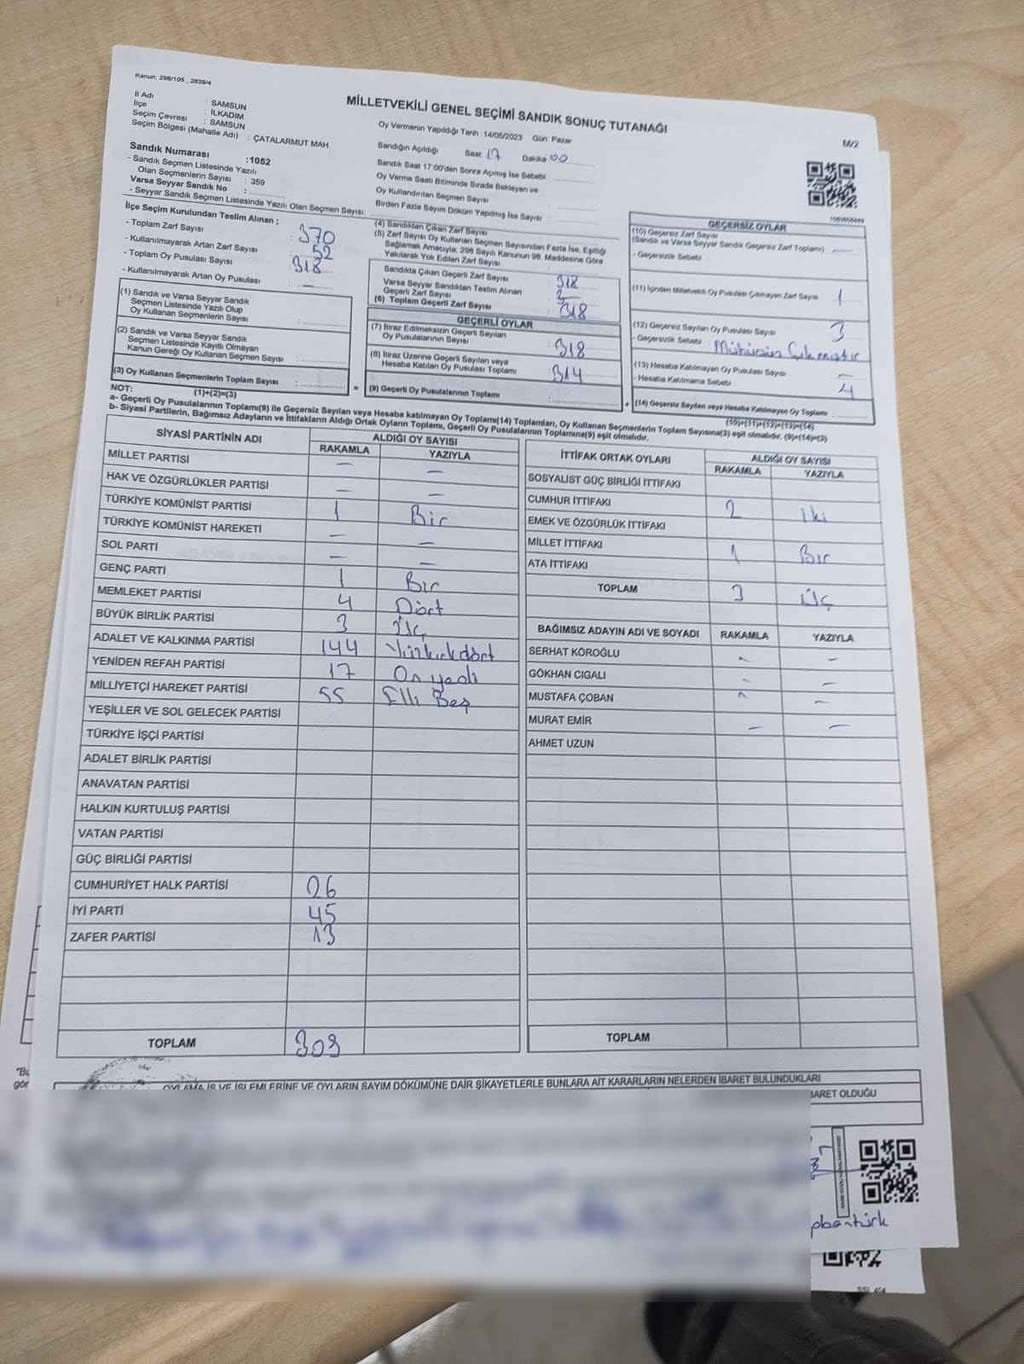 Kanun: 298/105 , 2839/4
MİLLETVEKİLİ GENEL SEÇİMİ SANDIK SONUÇ TUTANAĞI
M/2
İl Adı : SAMSUN
İlçe : İLKADIM
Seçim Çevresi : SAMSUN
Seçim Bölgesi (Mahalle Adı) : ÇATALARMUT MAH.
Sandık Numarası :1052
- Sandık Seçmen Listesinde Yazılı
Olan Seçmenlerin Sayısı : 359
Varsa Seyyar Sandık No :
- Seyyar Sandık Seçmen Listesinde Yazılı Olan Seçmen Sayısı :
Oy Vermenin Yapıldığı Tarih :14/05/2023 Gün: Pazar
Sandığın Açıldığı Saat 17 Dakika 00
Sandık Saat 17:00'den Sonra Açılmış İse Sebebi
Oy Verme Saati Bitiminde Sırada Bekleyen ve
Oy Kullandırılan Seçmen Sayısı
Birden Fazla Sayım Döküm Yapılmış İse Sayısı
İlçe Seçim Kurulundan Teslim Alınan :
- Toplam Zarf Sayısı : 370
- Kullanılmayarak Artan Zarf Sayısı : 52
- Toplam Oy Pusulası Sayısı : 318
- Kullanılmayarak Artan Oy Pusulası : —
(1) Sandık ve Varsa Seyyar Sandık
Seçmen Listesinde Yazılı Olup
Oy Kullanan Seçmenlerin Sayısı :
(2) Sandık ve Varsa Seyyar Sandık
Seçmen Listesinde Kayıtlı Olmayan
Kanun Gereği Oy Kullanan Seçmen Sayısı :
(3) Oy Kullanan Seçmenlerin Toplam Sayısı :
(1)+(2)=(3)
(4) Sandıktan Çıkan Zarf Sayısı
(5) Zarf Sayısı Oy Kullanan Seçmen Sayısından Fazla İse, Eşitliği
Sağlamak Amacıyla, 298 Sayılı Kanunun 98. Maddesine Göre
Yakılarak Yok Edilen Zarf Sayısı
Sandıkta Çıkan Geçerli Zarf Sayısı : 318
Varsa Seyyar Sandıktan Teslim Alınan
Geçerli Zarf Sayısı
(6) Toplam Geçerli Zarf Sayısı : 318
GEÇERLİ OYLAR
(7) İtiraz Edilmeksizin Geçerli Sayılan
Oy Pusulalarının Sayısı : 318
(8) İtiraz Üzerine Geçerli Sayılan veya
Hesaba Katılan Oy Pusulası Toplamı : 314
= (9) Geçerli Oy Pusulalarının Toplamı
GEÇERSİZ OYLAR
(10) Geçersiz Zarf Sayısı
(Sandık ve Varsa Seyyar Sandık Geçersiz Zarf Toplamı) : —
- Geçersizlik Sebebi
(11) İçinden Milletvekili Oy Pusulası Çıkmayan Zarf Sayısı : 1
(12) Geçersiz Sayılan Oy Pusulası Sayısı : 3
- Geçersizlik Sebebi
(13) Hesaba Katılmayan Oy Pusulası Sayısı : —
- Hesaba Katılmama Sebebi 4
+ (14) Geçersiz Sayılan veya Hesaba Katılmayan Oy Toplamı
(10)+(11)+(12)+(13)=(14)
NOT:
a- Geçerli Oy Pusulalarının Toplamı(9) ile Geçersiz Sayılan veya Hesaba katılmayan Oy Toplamı(14) Toplamları, Oy Kullanan Seçmenlerin Toplam Sayısına(3) eşit olmalıdır. (9)+(14)=(3)
b- Siyasi Partilerin, Bağımsız Adayların ve İttifakların Aldığı Ortak Oyların Toplamı, Geçerli Oy Pusulalarının Toplamına(9) eşit olmalıdır.
SİYASİ PARTİNİN ADI ALDIĞI OY SAYISI
RAKAMLA YAZIYLA
MİLLET PARTİSİ — —
HAK VE ÖZGÜRLÜKLER PARTİSİ — —
TÜRKİYE KOMÜNİST PARTİSİ 1 Bir
TÜRKİYE KOMÜNİST HAREKETİ — —
SOL PARTİ — —
GENÇ PARTİ 1 Bir
MEMLEKET PARTİSİ 4 Dört
BÜYÜK BİRLİK PARTİSİ 3 Üç
ADALET VE KALKINMA PARTİSİ 144 Yüzkırkdört
YENİDEN REFAH PARTİSİ 17 On yedi
MİLLİYETÇİ HAREKET PARTİSİ 55 Elli Beş
YEŞİLLER VE SOL GELECEK PARTİSİ
TÜRKİYE İŞÇİ PARTİSİ
ADALET BİRLİK PARTİSİ
ANAVATAN PARTİSİ
HALKIN KURTULUŞ PARTİSİ
VATAN PARTİSİ
GÜÇ BİRLİĞİ PARTİSİ
CUMHURİYET HALK PARTİSİ 26
İYİ PARTİ 45
ZAFER PARTİSİ 13
TOPLAM 309
İTTİFAK ORTAK OYLARI ALDIĞI OY SAYISI
RAKAMLA YAZIYLA
SOSYALİST GÜÇ BİRLİĞİ İTTİFAKI
CUMHUR İTTİFAKI 2 İki
EMEK VE ÖZGÜRLÜK İTTİFAKI
MİLLET İTTİFAKI 1 Bir
ATA İTTİFAKI
TOPLAM 3 Üç
BAĞIMSIZ ADAYIN ADI VE SOYADI RAKAMLA YAZIYLA
SERHAT KÖROĞLU - —
GÖKHAN CIGALI - —
MUSTAFA ÇOBAN - —
MURAT EMİR — —
AHMET UZUN
TOPLAM
OYLAMA İŞ VE İŞLEMLERİNE VE OYLARIN SAYIM DÖKÜMÜNE DAİR ŞİKAYETLERLE BUNLARA AİT KARARLARIN NELERDEN İBARET BULUNDUKLARI
BARET OLDUĞU